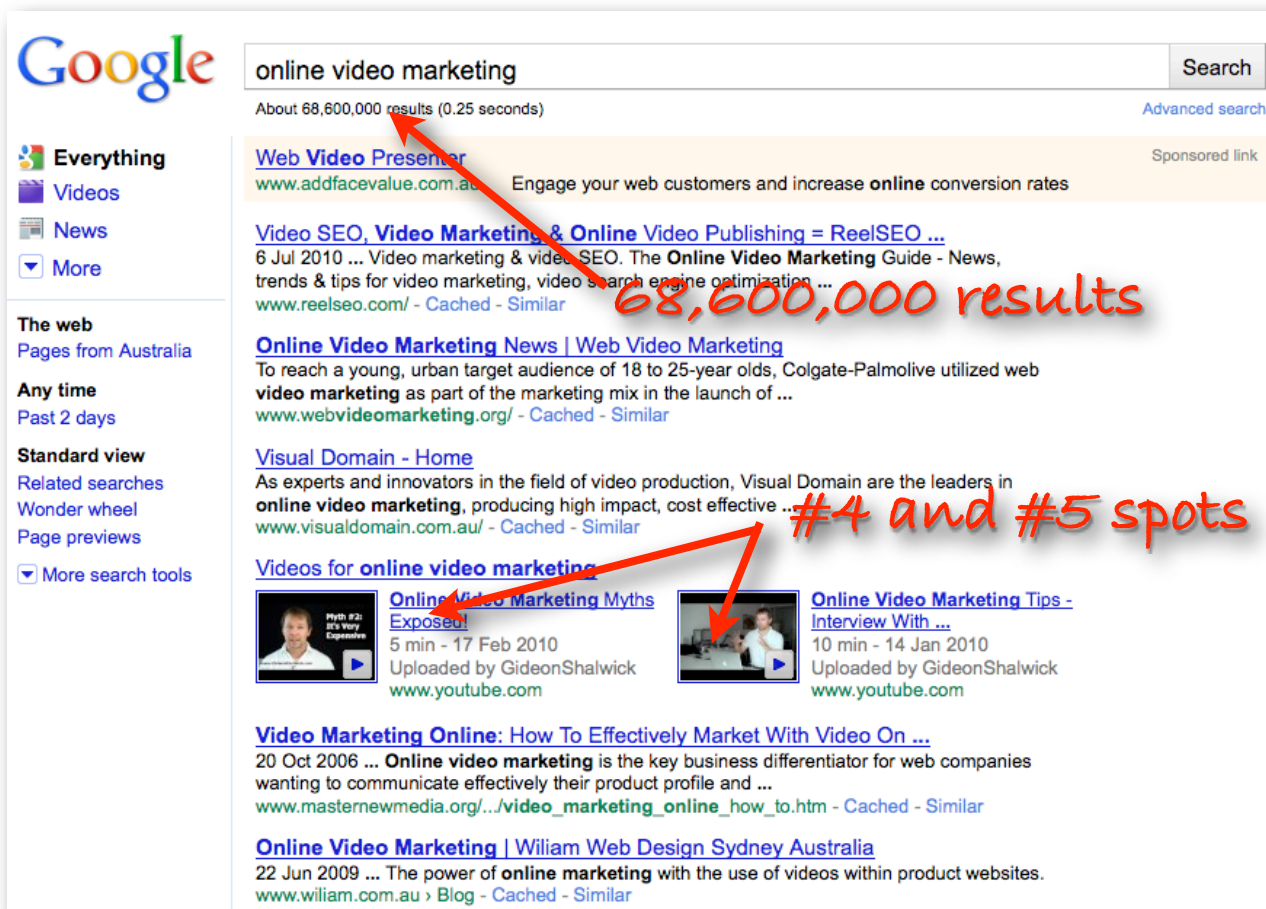 Google
online video marketing
Search
About 68,600,000 results (0.25 seconds)
Advanced search
Everything
Videos
News
More
The web
Pages from Australia
Any time
Past 2 days
Standard view
Related searches
Wonder wheel
Page previews
More search tools
Web Video Presenter
Sponsored link
www.addfacevalue.com.au Engage your web customers and increase online conversion rates
Video SEO, Video Marketing & Online Video Publishing = ReelSEO ...
6 Jul 2010 ... Video marketing & video SEO. The Online Video Marketing Guide - News,
trends & tips for video marketing, video search engine optimization ...
www.reelseo.com/ - Cached - Similar
68,600,000 results
Online Video Marketing News | Web Video Marketing
To reach a young, urban target audience of 18 to 25-year olds, Colgate-Palmolive utilized web
video marketing as part of the marketing mix in the launch of ...
www.webvideomarketing.org/ - Cached - Similar
Visual Domain - Home
As experts and innovators in the field of video production, Visual Domain are the leaders in
online video marketing, producing high impact, cost effective ...
www.visualdomain.com.au/ - Cached - Similar
#4 and #5 spots
Videos for online video marketing
Myth #2:
It's Very
Expensive
Online Video Marketing Myths
Exposed!
5 min - 17 Feb 2010
Uploaded by GideonShalwick
www.youtube.com
Online Video Marketing Tips -
Interview With ...
10 min - 14 Jan 2010
Uploaded by GideonShalwick
www.youtube.com
Video Marketing Online: How To Effectively Market With Video On ...
20 Oct 2006 ... Online video marketing is the key business differentiator for web companies
wanting to communicate effectively their product profile and ...
www.masternewmedia.org/.../video_marketing_online_how_to.htm - Cached - Similar
Online Video Marketing | Wiliam Web Design Sydney Australia
22 Jun 2009 ... The power of online marketing with the use of videos within product websites.
www.wiliam.com.au › Blog - Cached - Similar